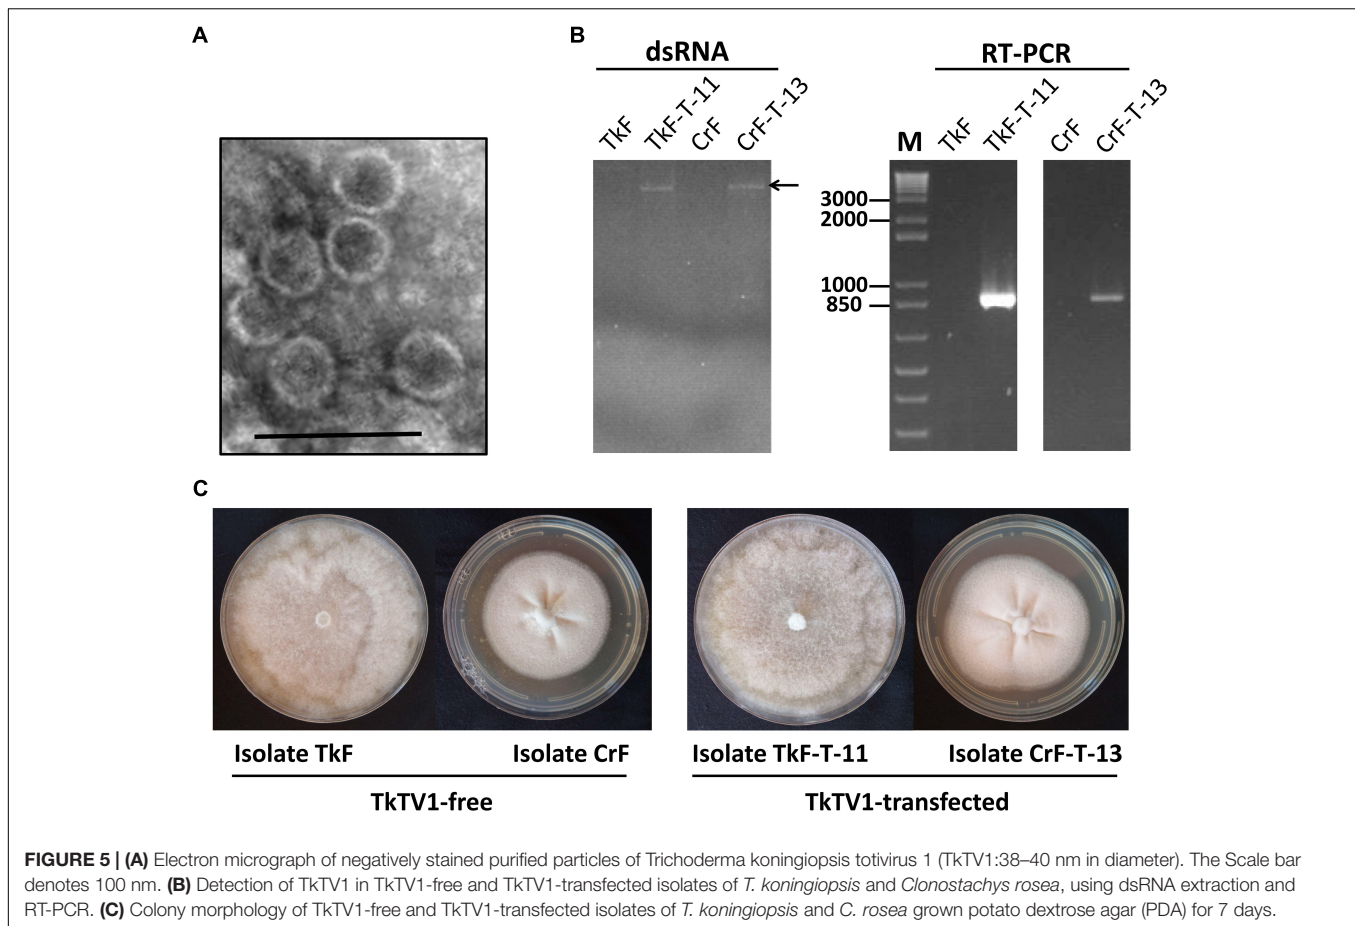 A
B
dsRNA
TkF
TkF-T-11
CrF
CrF-T-13
RT-PCR
M
TkF
TkF-T-11
CrF
CrF-T-13
3000
2000
1000
850
C
Isolate TkF
Isolate CrF
Isolate TkF-T-11
Isolate CrF-T-13
TkTV1-free
TkTV1-transfected
FIGURE 5 | (A) Electron micrograph of negatively stained purified particles of Trichoderma koningiopsis totivirus 1 (TkTV1:38–40 nm in diameter). The Scale bar
denotes 100 nm. (B) Detection of TkTV1 in TkTV1-free and TkTV1-transfected isolates of T. koningiopsis and Clonostachys rosea, using dsRNA extraction and
RT-PCR. (C) Colony morphology of TkTV1-free and TkTV1-transfected isolates of T. koningiopsis and C. rosea grown potato dextrose agar (PDA) for 7 days.